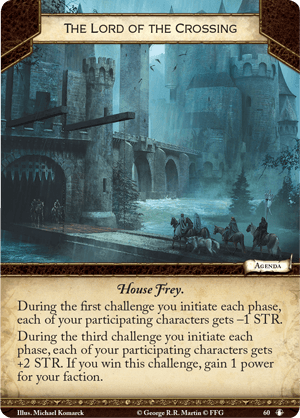 The Lord of the Crossing
Agenda
House Frey.
During the first challenge you initiate each phase,
each of your participating characters gets –1 STR.
During the third challenge you initiate each
phase, each of your participating characters gets
+2 STR. If you win this challenge, gain 1 power
for your faction.
Illus. Michael Komarck © George R.R. Martin © FFG 60